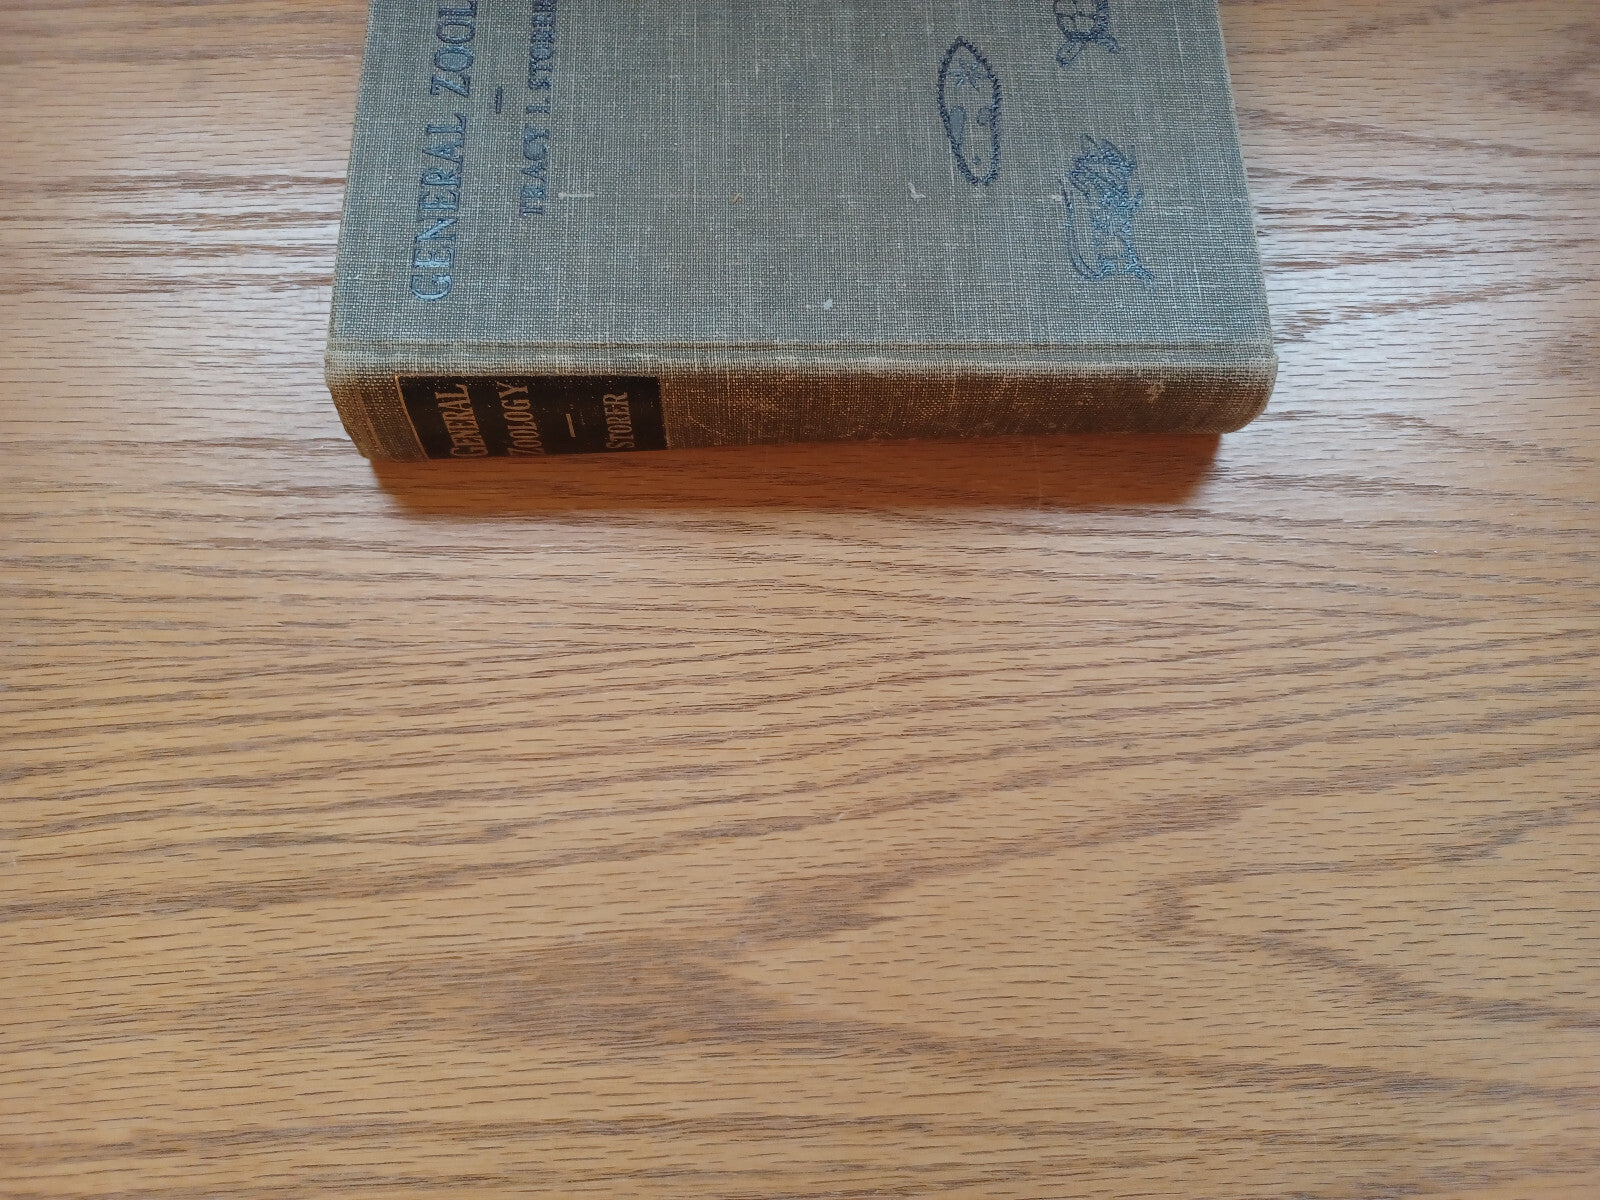 GENERAL ZOOL
TRACY I. STORER
GENERAL
ZOOLOGY
STORER